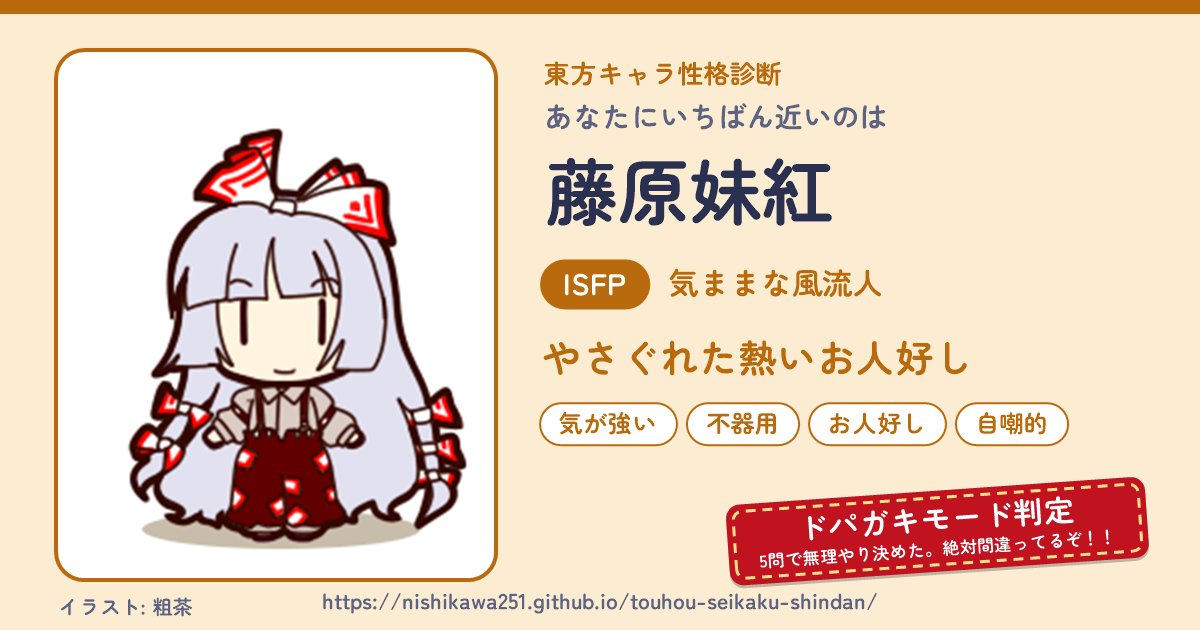 東方キャラ性格診断
あなたにいちばん近いのは
藤原妹紅
ISFP 気ままな風流人
やさぐれた熱いお人好し
気が強い 不器用 お人好し 自嘲的
ドパガキモード判定
5問で無理やり決めた。絶対間違ってるぞ！！
イラスト: 粗茶
https://nishikawa251.github.io/touhou-seikaku-shindan/